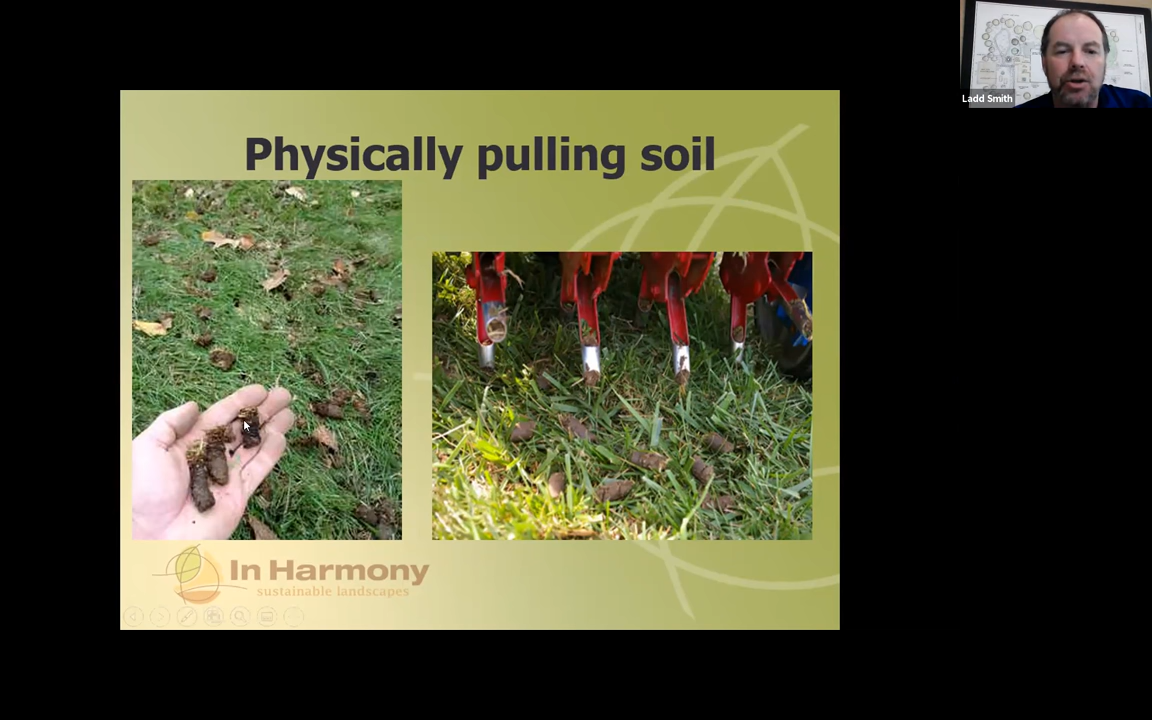 Physically pulling soil
Ladd Smith
In Harmony
sustainable landscapes